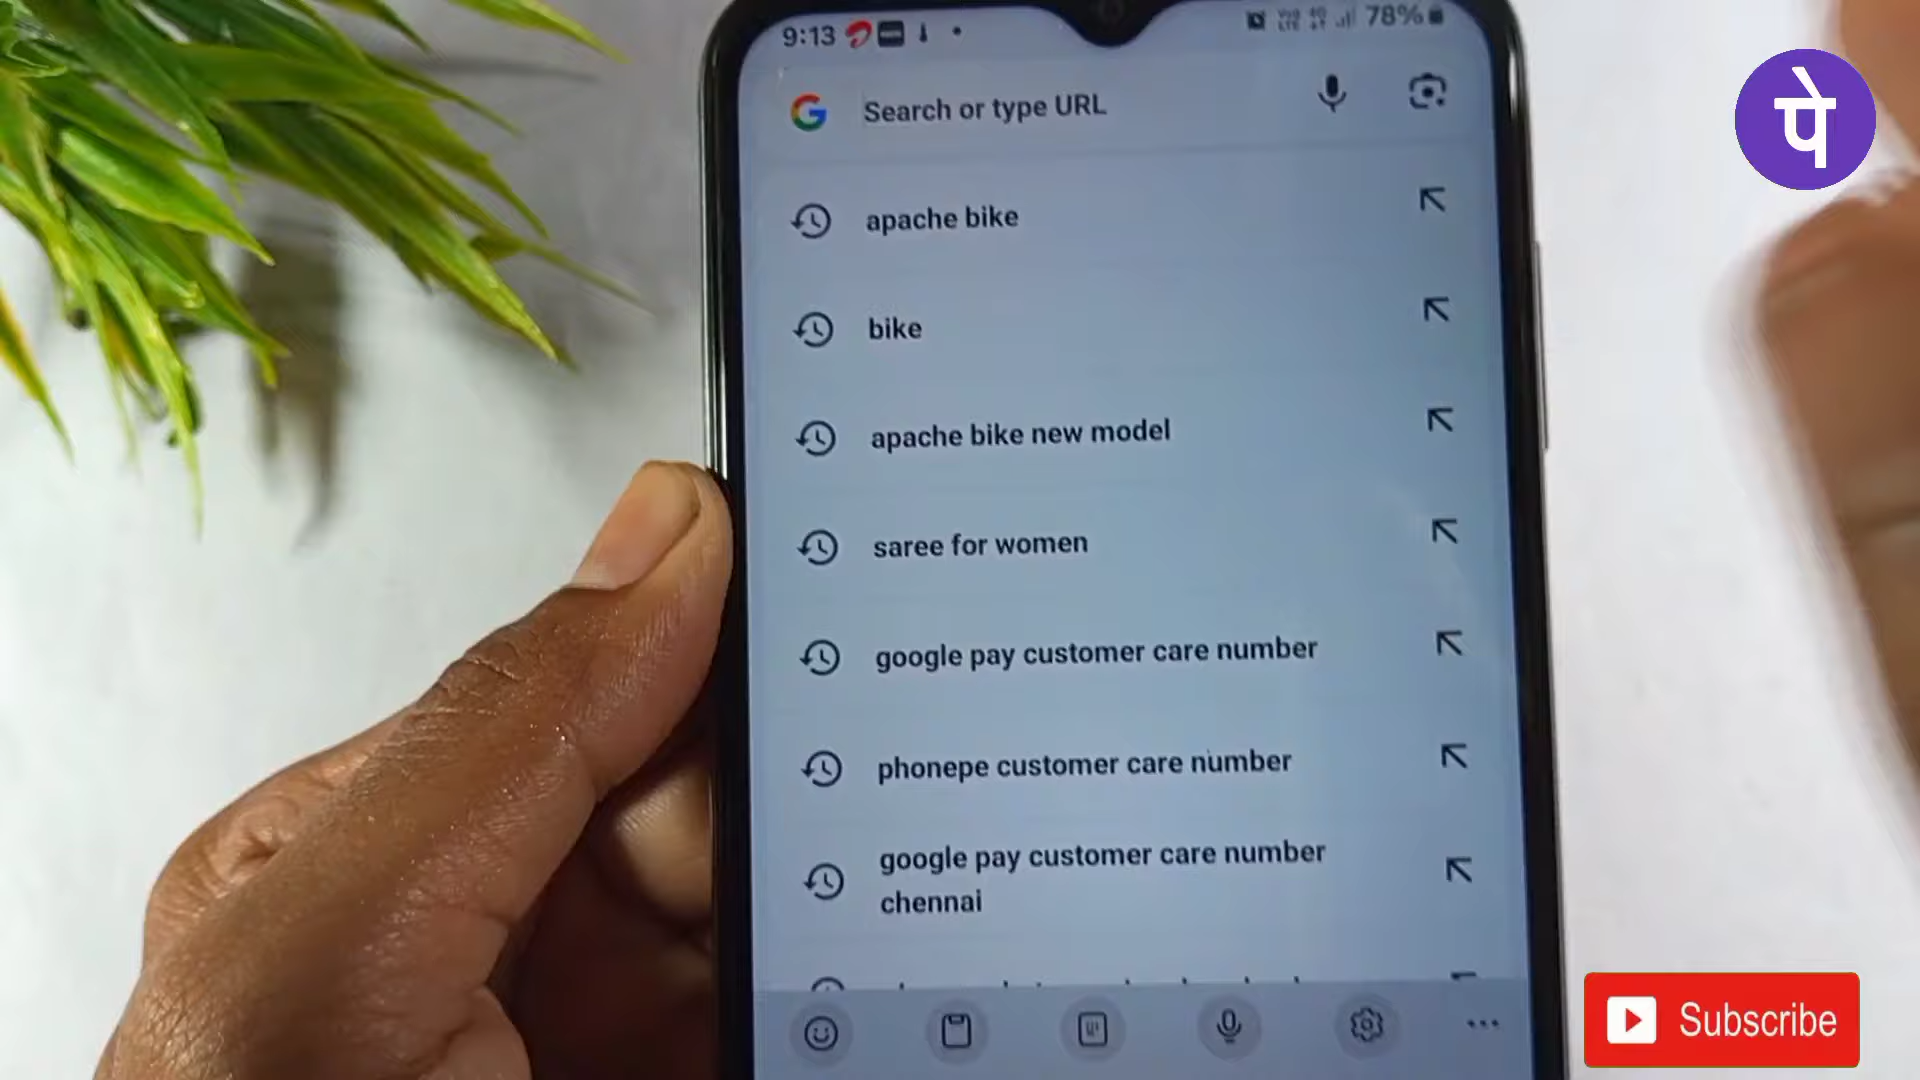 9:13
78%
पे
Search or type URL
apache bike
bike
apache bike new model
saree for women
google pay customer care number
phonepe customer care number
google pay customer care number
chennai
Subscribe